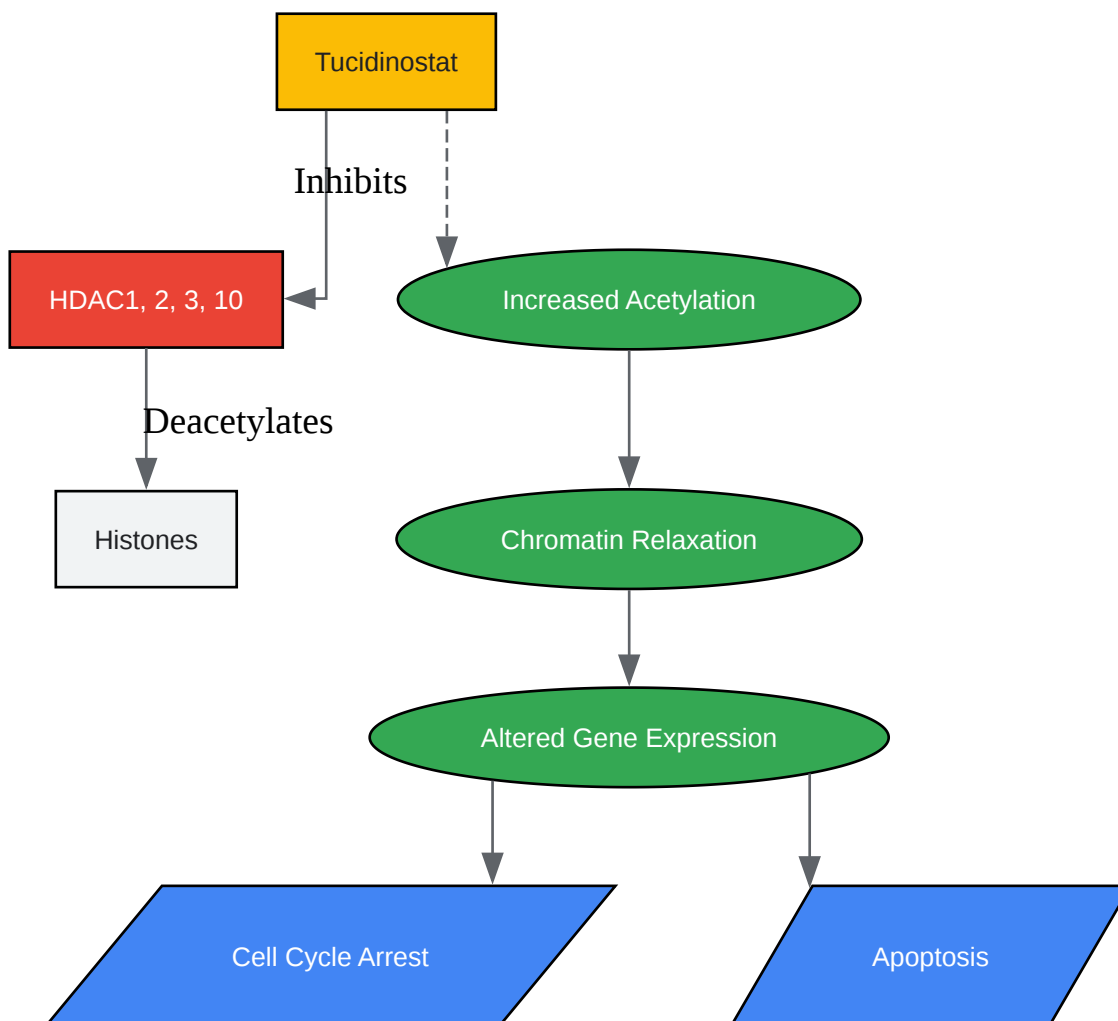 Tucidinostat
Inhibits
HDAC1, 2, 3, 10
Increased Acetylation
Deacetylates
Histones
Chromatin Relaxation
Altered Gene Expression
Cell Cycle Arrest
Apoptosis